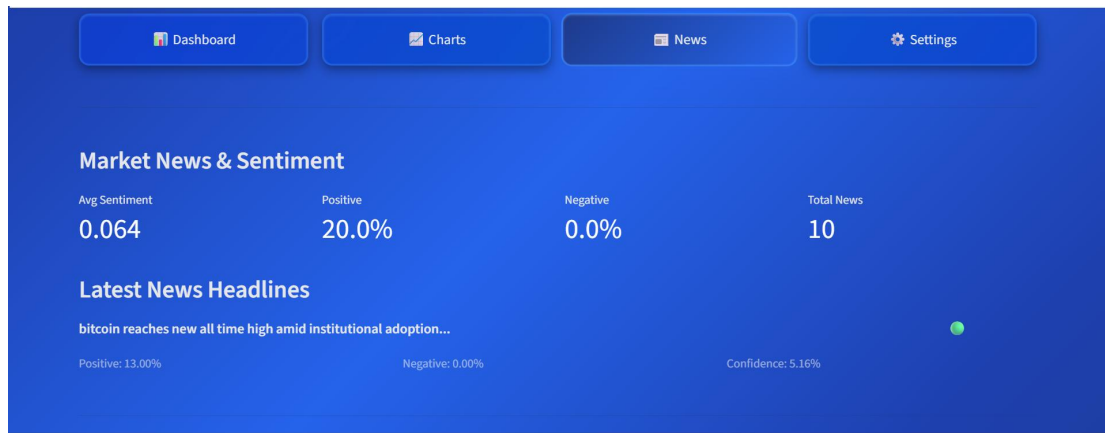 Dashboard
Charts
News
Settings
Market News & Sentiment
Avg Sentiment
Positive
Negative
Total News
0.064
20.0%
0.0%
10
Latest News Headlines
bitcoin reaches new all time high amid institutional adoption...
Positive: 13.00%
Negative: 0.00%
Confidence: 5.16%